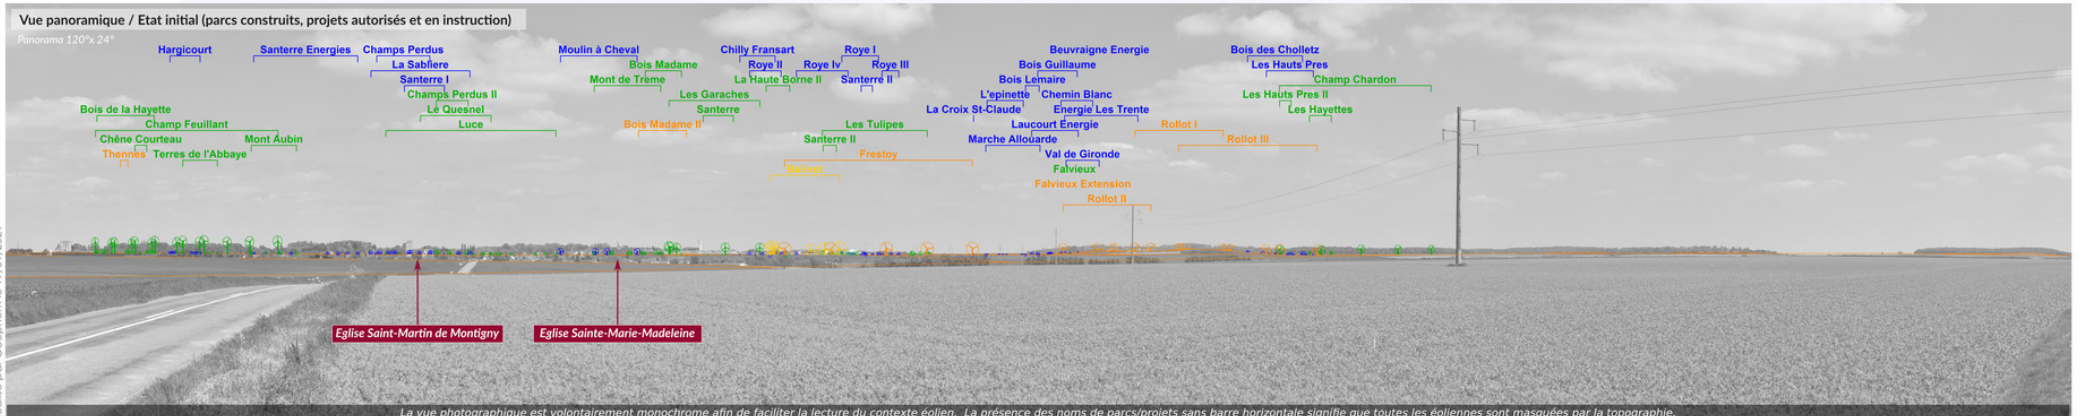 Vue panoramique / Etat initial (parcs construits, projets autorisés et en instruction)
Panorama 120°x 24°
Hargicourt Santerre Energies Champs Perdus Moulin à Cheval Chilly Fransart Roye I Beuvraigne Energie Bois des Cholletz
La Sabliere Bois Madame Roye II Roye Iv Roye III Bois Guillaume Les Hauts Pres
Santerre I Mont de Treme La Haute Borne II Santerre II Bois Lemaire Champ Chardon
Champs Perdus II Les Garaches L'epinette Chemin Blanc Les Hauts Pres II
Bois de la Hayette Le Quesnel Santerre La Croix St-Claude Energie Les Trente Les Hayettes
Champ Feuillant Luce Bois Madame II Les Tulipes Laucourt Energie Rollot I
Chêne Courteau Mont Aubin Santerre II Marche Allouarde Rollot III
Thennes Terres de l'Abbaye Frestoy Val de Gironde
Falvieux
Falvieux Extension
Rollot II
Eglise Saint-Martin de Montigny Eglise Sainte-Marie-Madeleine
La vue photographique est volontairement monochrome afin de faciliter la lecture du contexte éolien. La présence des noms de parcs/projets sans barre horizontale signifie que toutes les éoliennes sont masquées par la topographie.